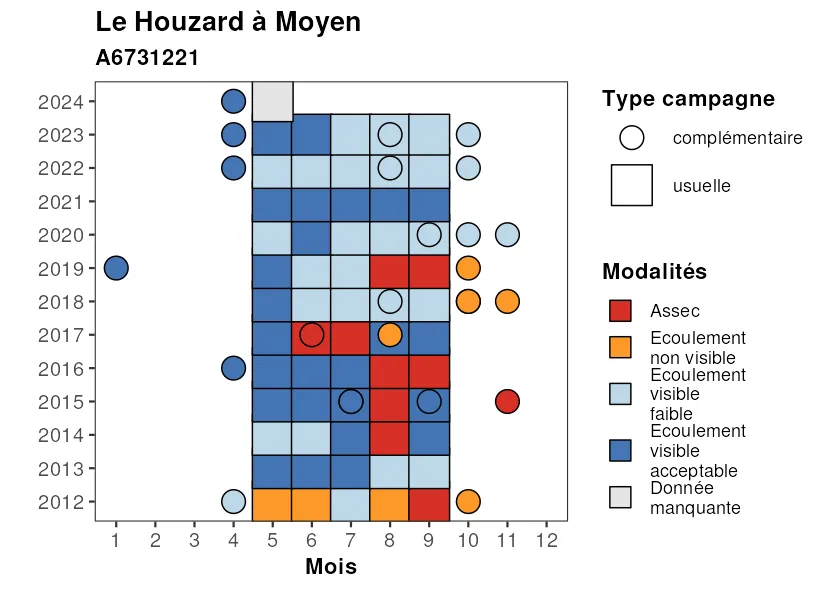 Le Houzard à Moyen
A6731221
2024
2023
2022
2021
2020
2019
2018
2017
2016
2015
2014
2013
2012
1 2 3 4 5 6 7 8 9 10 11 12
Mois
Type campagne
complémentaire
usuelle
Modalités
Assec
Ecoulement
non visible
Ecoulement
visible
faible
Ecoulement
visible
acceptable
Donnée
manquante